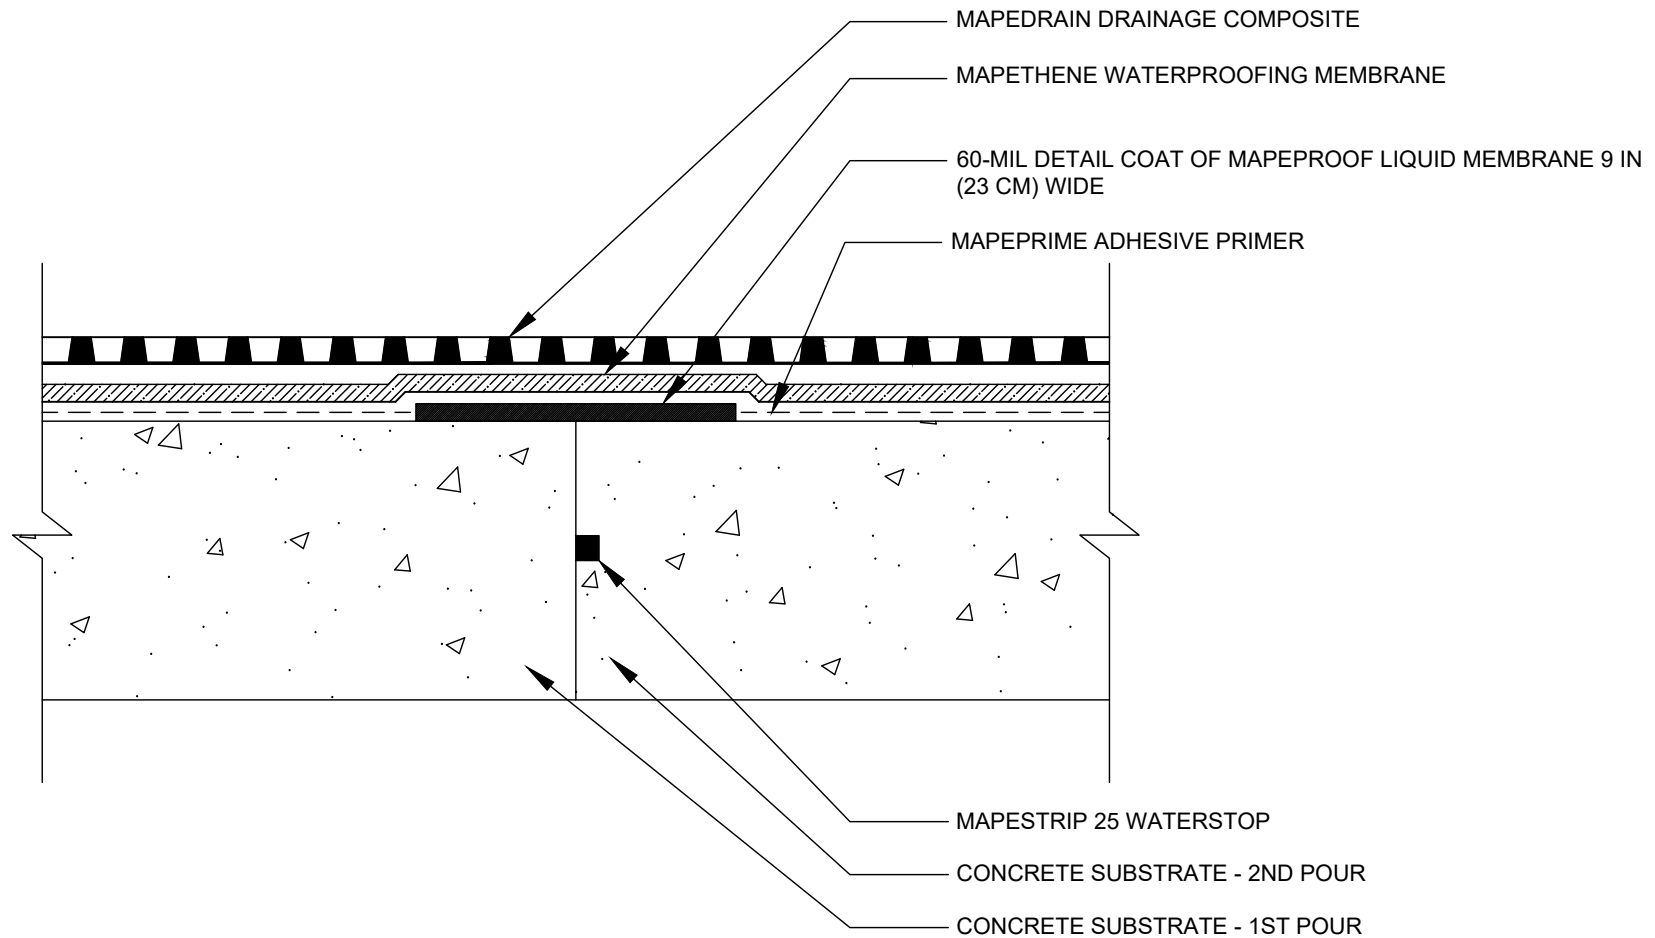 MAPEDRAIN DRAINAGE COMPOSITE
MAPETHENE WATERPROOFING MEMBRANE
60-MIL DETAIL COAT OF MAPEPROOF LIQUID MEMBRANE 9 IN
(23 CM) WIDE
MAPEPRIME ADHESIVE PRIMER
MAPESTRIP 25 WATERSTOP
CONCRETE SUBSTRATE - 2ND POUR
CONCRETE SUBSTRATE - 1ST POUR